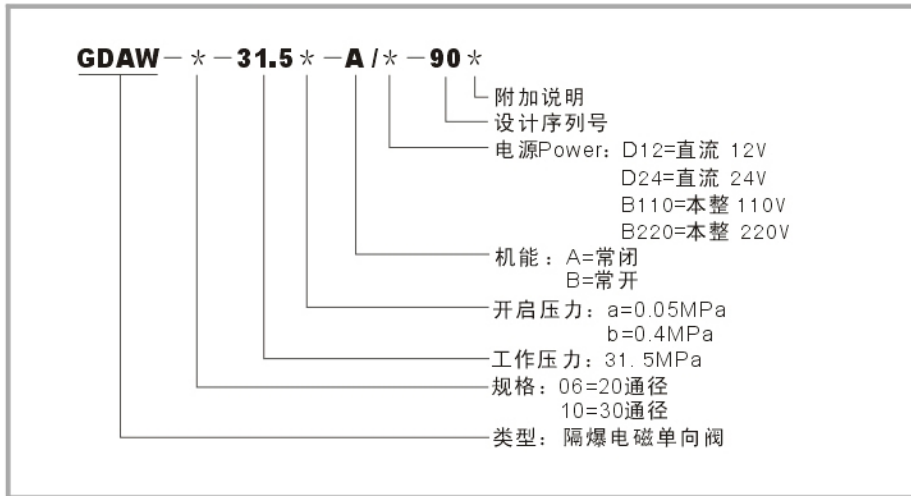 GDAW-*-31.5*-A/*-90*
附加说明
设计序列号
电源Power：D12=直流 12V
D24=直流 24V
B110=本整 110V
B220=本整 220V
机能：A=常闭
B=常开
开启压力：a=0.05MPa
b=0.4MPa
工作压力：31.5MPa
规格：06=20通径
10=30通径
类型：隔爆电磁单向阀